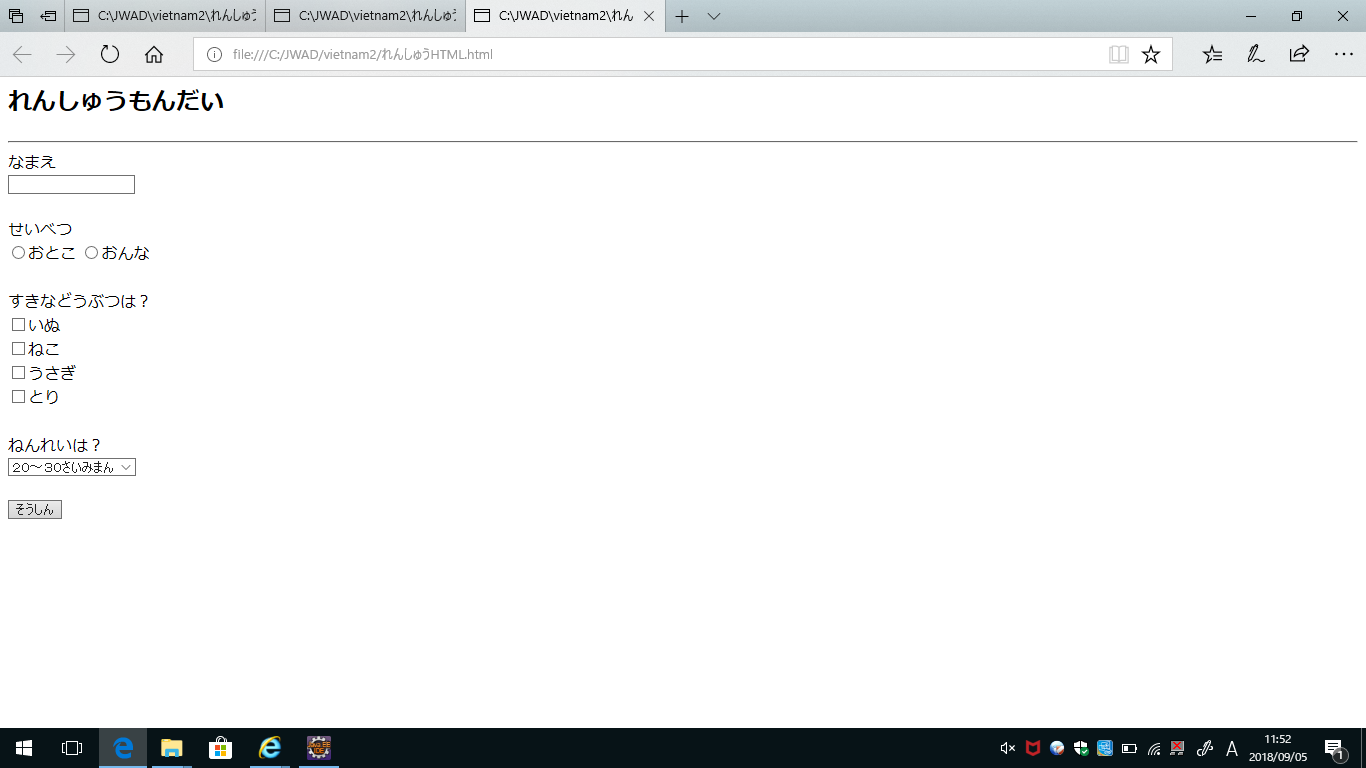 C:\JWAD\vietnam2\れんしゅう
C:\JWAD\vietnam2\れんしゅう
C:\JWAD\vietnam2\れん
file:///C:/JWAD/vietnam2/れんしゅうHTML.html
れんしゅうもんだい
なまえ
せいべつ
おとこ おんな
すきなどうぶつは？
いぬ
ねこ
うさぎ
とり
ねんれいは？
20～30さいみまん
そうしん
A
11:52
2018/09/05
1